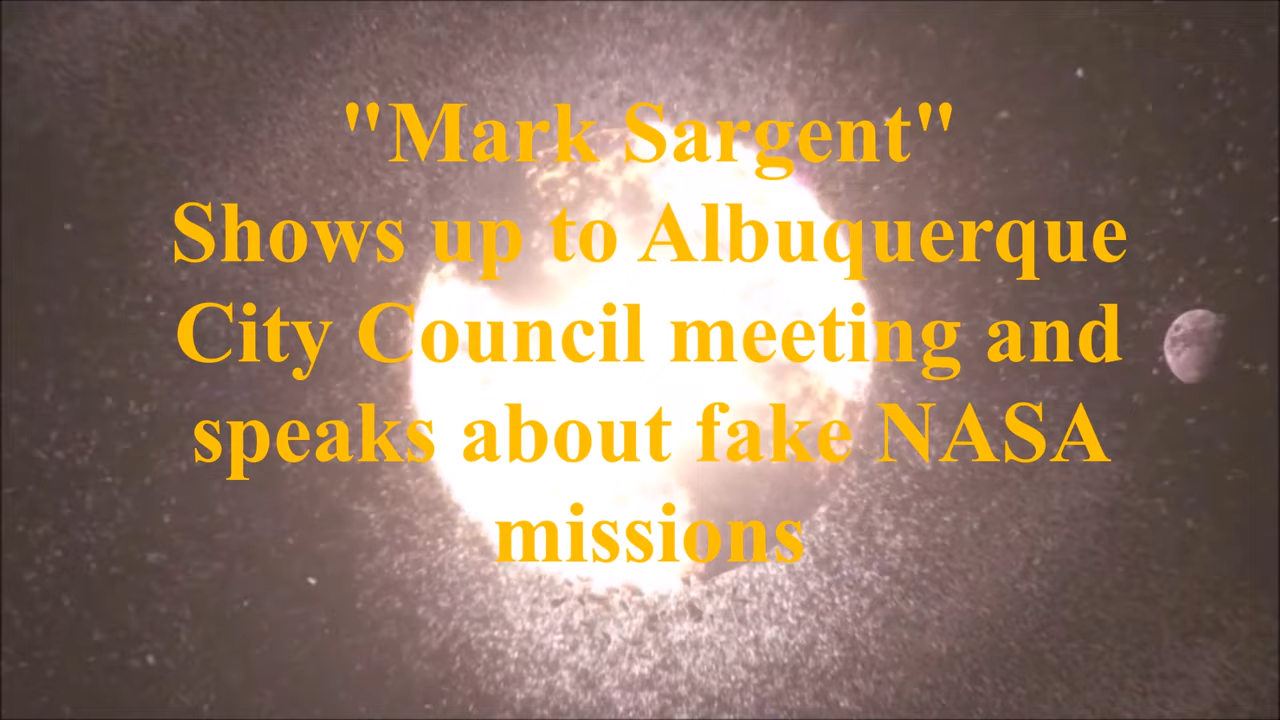 "Mark Sargent"
Shows up to Albuquerque
City Council meeting and
speaks about fake NASA
missions